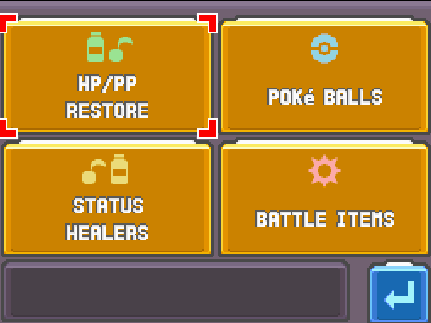 HP/PP
RESTORE
POKé BALLS
STATUS
HEALERS
BATTLE ITEMS